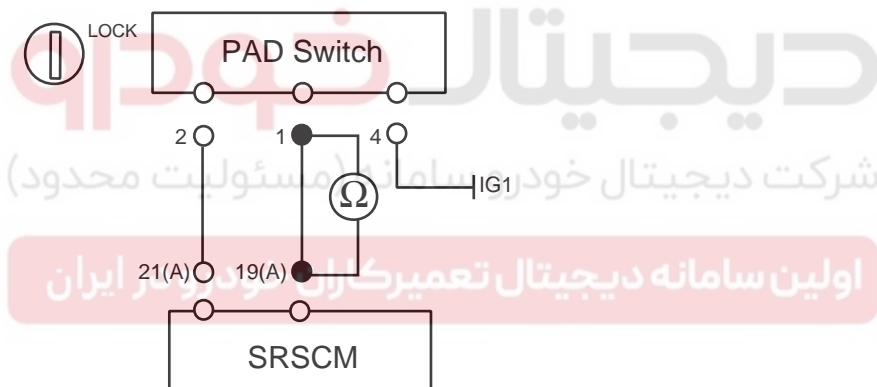 LOCK
PAD Switch
دیجیتال خودرو
2
1
4
شرکت دیجیتال خودرو سامانه (مسئولیت محدود)
Ω
IG1
21(A)
19(A)
اولین سامانه دیجیتال تعمیرکاران خودرو در ایران
SRSCM